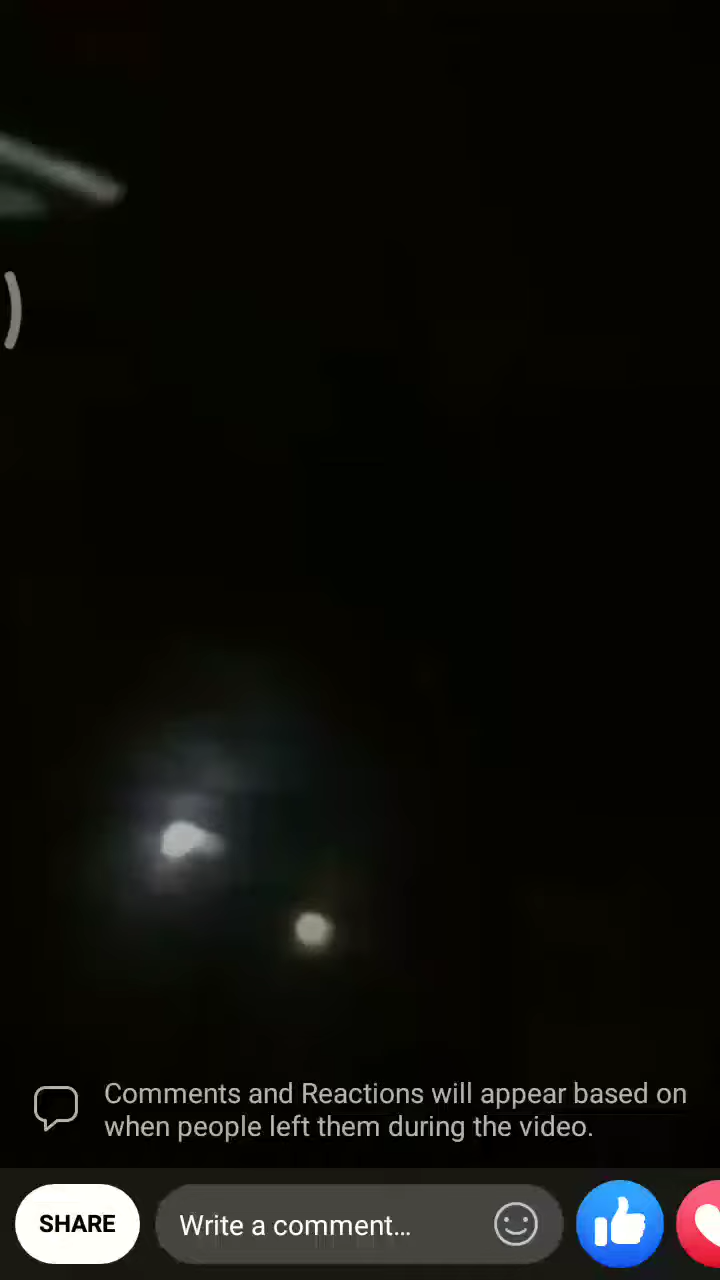 Comments and Reactions will appear based on
when people left them during the video.
SHARE
Write a comment...